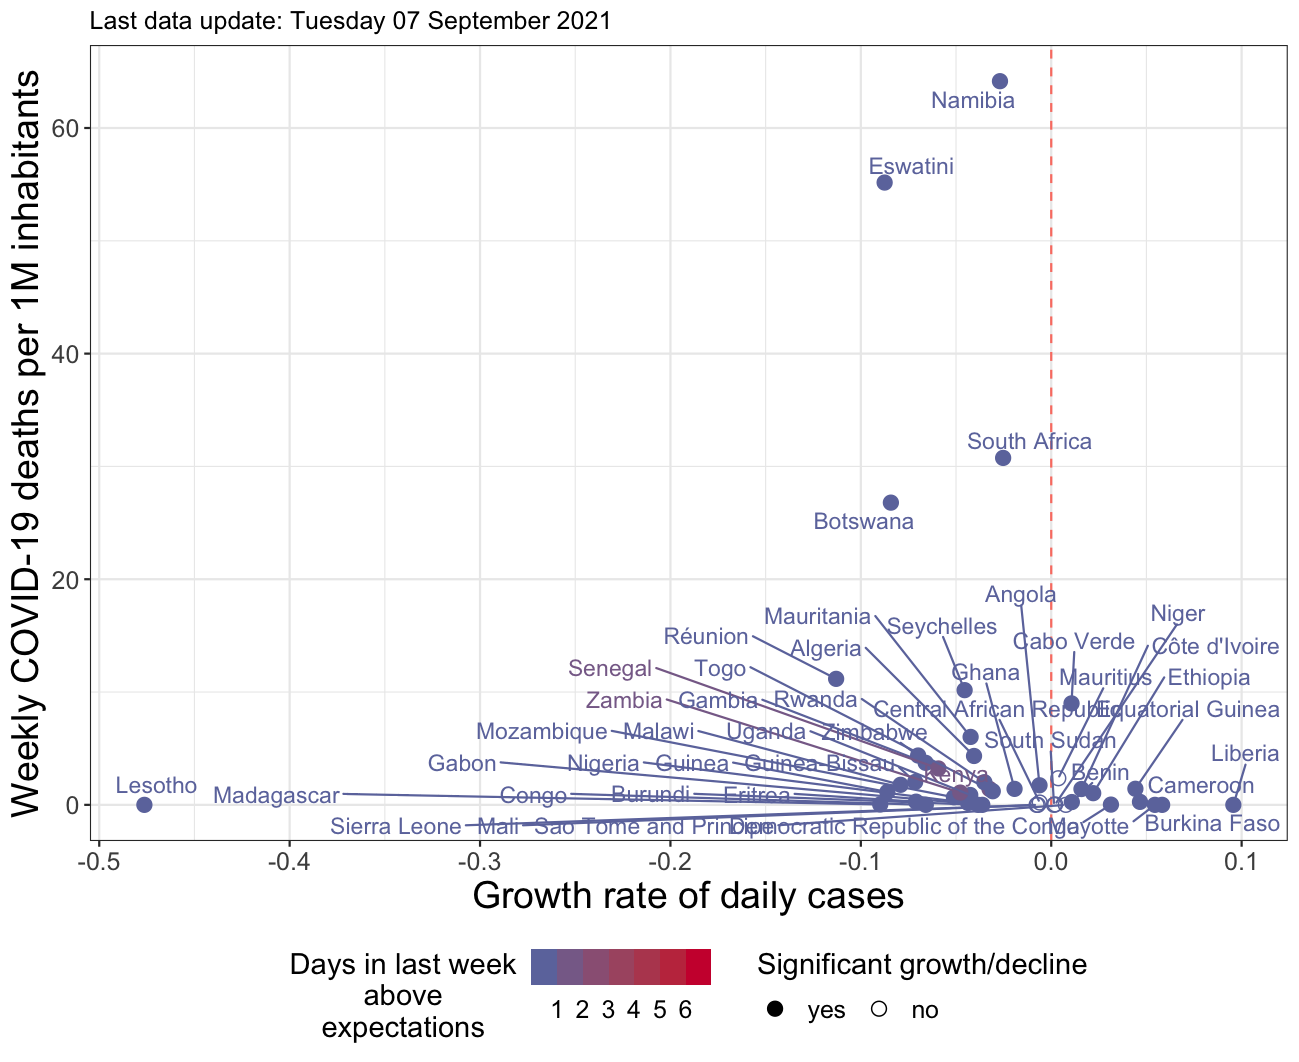 Last data update: Tuesday 07 September 2021
Weekly COVID-19 deaths per 1M inhabitants
60
40
20
0
Namibia
Eswatini
South Africa
Botswana
Angola
Mauritania
Niger
Seychelles
Réunion
Cabo Verde
Algeria
Côte d'Ivoire
Senegal
Togo
Ghana
Mauritius
Ethiopia
Zambia
Gambia
Rwanda
Central African Republic
Equatorial Guinea
Mozambique
Malawi
Uganda
Zimbabwe
South Sudan
Liberia
Gabon
Nigeria
Guinea
Guinea-Bissau
Kenya
Benin
Lesotho
Cameroon
Madagascar
Congo
Burundi
Eritrea
Sierra Leone
Mali
Sao Tome and Principe
Democratic Republic of the Congo
Mayotte
Burkina Faso
-0.5
-0.4
-0.3
-0.2
-0.1
0.0
0.1
Growth rate of daily cases
Days in last week
above
expectations
1 2 3 4 5 6
Significant growth/decline
yes
no